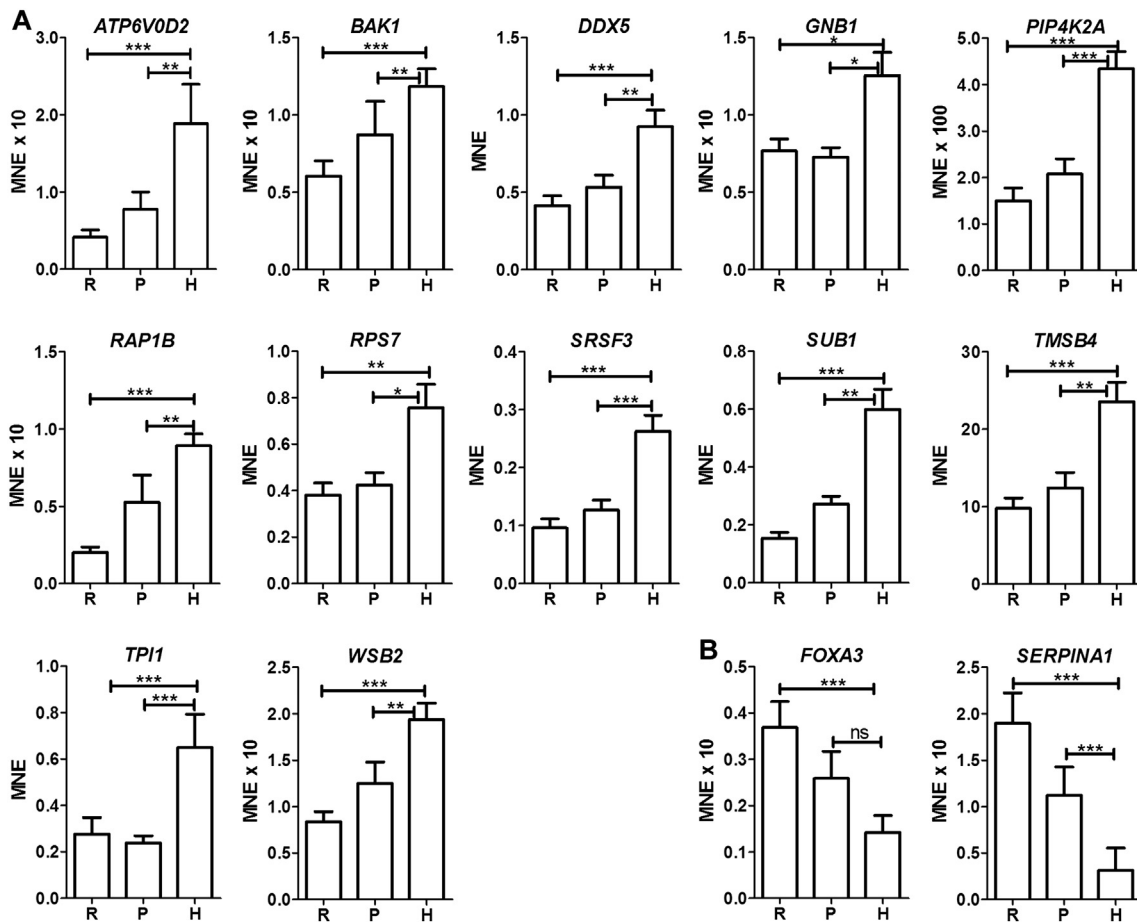 A
ATP6V0D2
MNE x 10
3.0
2.0
1.0
0.0
***
**
R P H
BAK1
MNE x 10
1.5
1.0
0.5
0.0
***
**
R P H
DDX5
MNE
1.5
1.0
0.5
0.0
***
**
R P H
GNB1
MNE x 10
1.5
1.0
0.5
0.0
*
*
R P H
PIP4K2A
MNE x 100
5.0
4.0
3.0
2.0
1.0
0.0
***
***
R P H
RAP1B
MNE x 10
1.5
1.0
0.5
0.0
***
**
R P H
RPS7
MNE
1.0
0.8
0.6
0.4
0.2
0.0
**
*
R P H
SRSF3
MNE
0.4
0.3
0.2
0.1
0.0
***
***
R P H
SUB1
MNE
0.8
0.6
0.4
0.2
0.0
***
**
R P H
TMSB4
MNE
30
20
10
0
***
**
R P H
TPI1
MNE
1.0
0.8
0.6
0.4
0.2
0.0
***
***
R P H
WSB2
MNE x 10
2.5
2.0
1.5
1.0
0.5
0.0
***
**
R P H
B
FOXA3
MNE x 10
0.5
0.4
0.3
0.2
0.1
0.0
***
ns
R P H
SERPINA1
MNE x 10
2.5
2.0
1.5
1.0
0.5
0.0
***
***
R P H